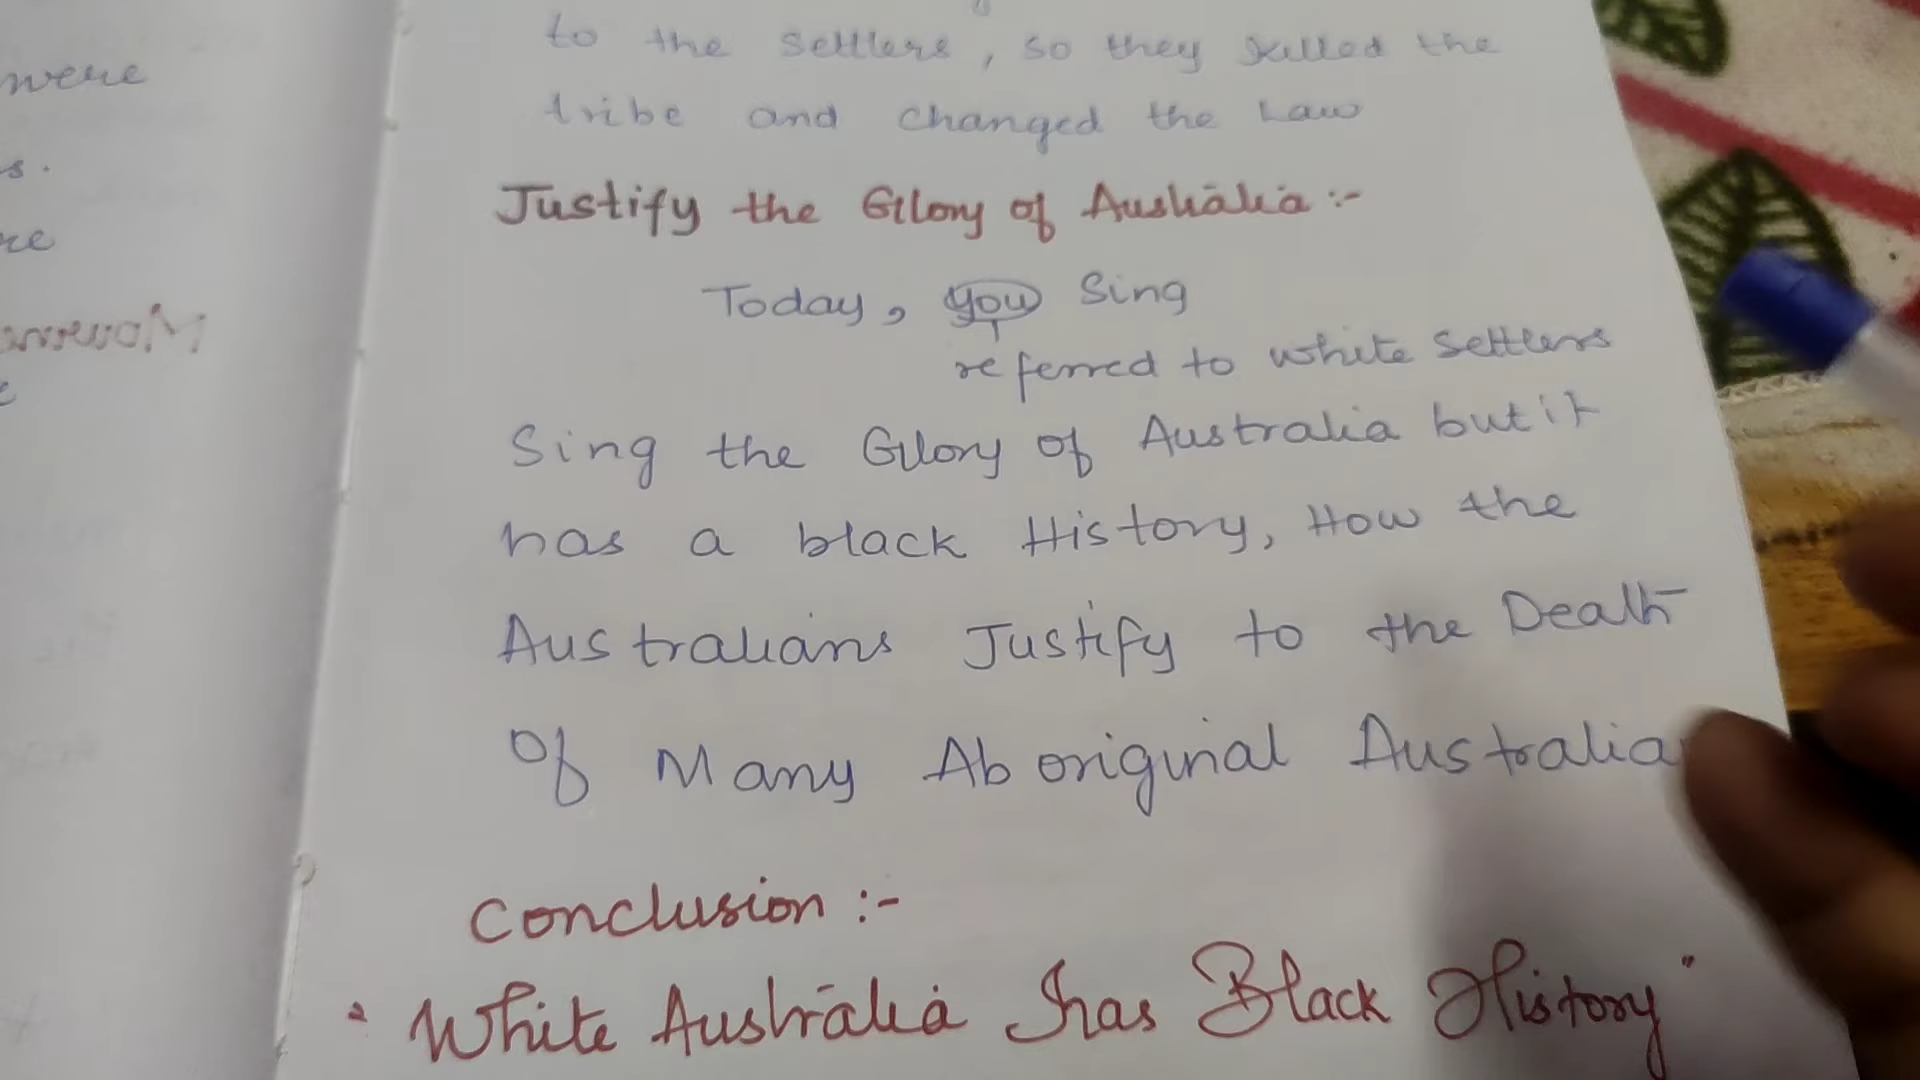 were
s.
re
to the settlers, so they killed the
tribe and changed the Law
Justify the Glory of Australia :-
Today, you Sing
referred to white settlers
Sing the Glory of Australia but it
has a black History, How the
Australians Justify to the Death
Of Many Aboriginal Australia
Conclusion :-
"White Australia has Black History"